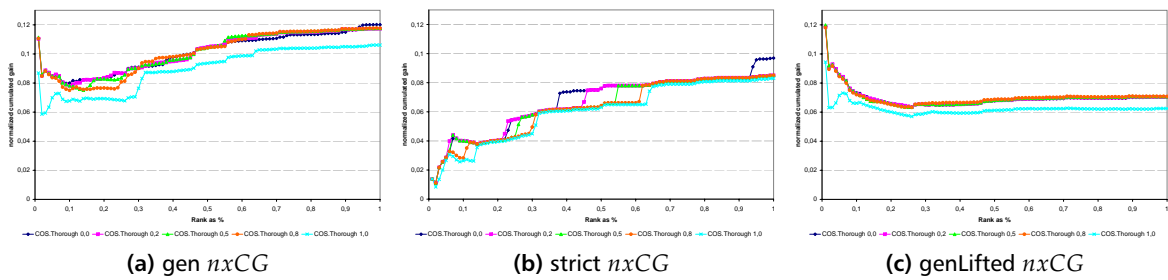 normalized cumulated gain
0,12
0,1
0,08
0,06
0,04
0,02
0
0 0,1 0,2 0,3 0,4 0,5 0,6 0,7 0,8 0,9 1
Rank as %
COS.Thorough 0,0 COS.Thorough 0,2 COS.Thorough 0,5 COS.Thorough 0,8 COS.Thorough 1,0
(a) gen nxCG
normalized cumulated gain
0,12
0,1
0,08
0,06
0,04
0,02
0
0 0,1 0,2 0,3 0,4 0,5 0,6 0,7 0,8 0,9 1
Rank as %
COS.Thorough 0,0 COS.Thorough 0,2 COS.Thorough 0,5 COS.Thorough 0,8 COS.Thorough 1,0
(b) strict nxCG
normalized cumulated gain
0,12
0,1
0,08
0,06
0,04
0,02
0
0 0,1 0,2 0,3 0,4 0,5 0,6 0,7 0,8 0,9 1
Rank as %
COS.Thorough 0,0 COS.Thorough 0,2 COS.Thorough 0,5 COS.Thorough 0,8 COS.Thorough 1,0
(c) genLifted nxCG